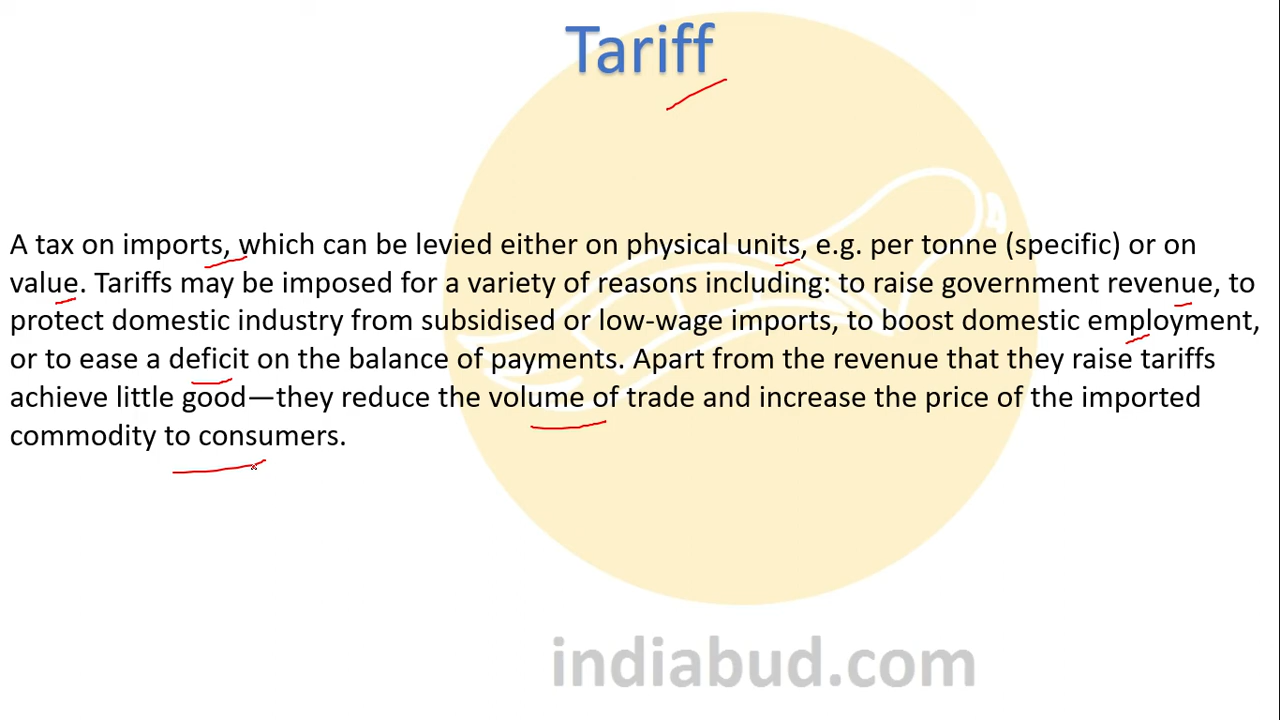 Tariff
A tax on imports, which can be levied either on physical units, e.g. per tonne (specific) or on
value. Tariffs may be imposed for a variety of reasons including: to raise government revenue, to
protect domestic industry from subsidised or low-wage imports, to boost domestic employment,
or to ease a deficit on the balance of payments. Apart from the revenue that they raise tariffs
achieve little good—they reduce the volume of trade and increase the price of the imported
commodity to consumers.
indiabud.com